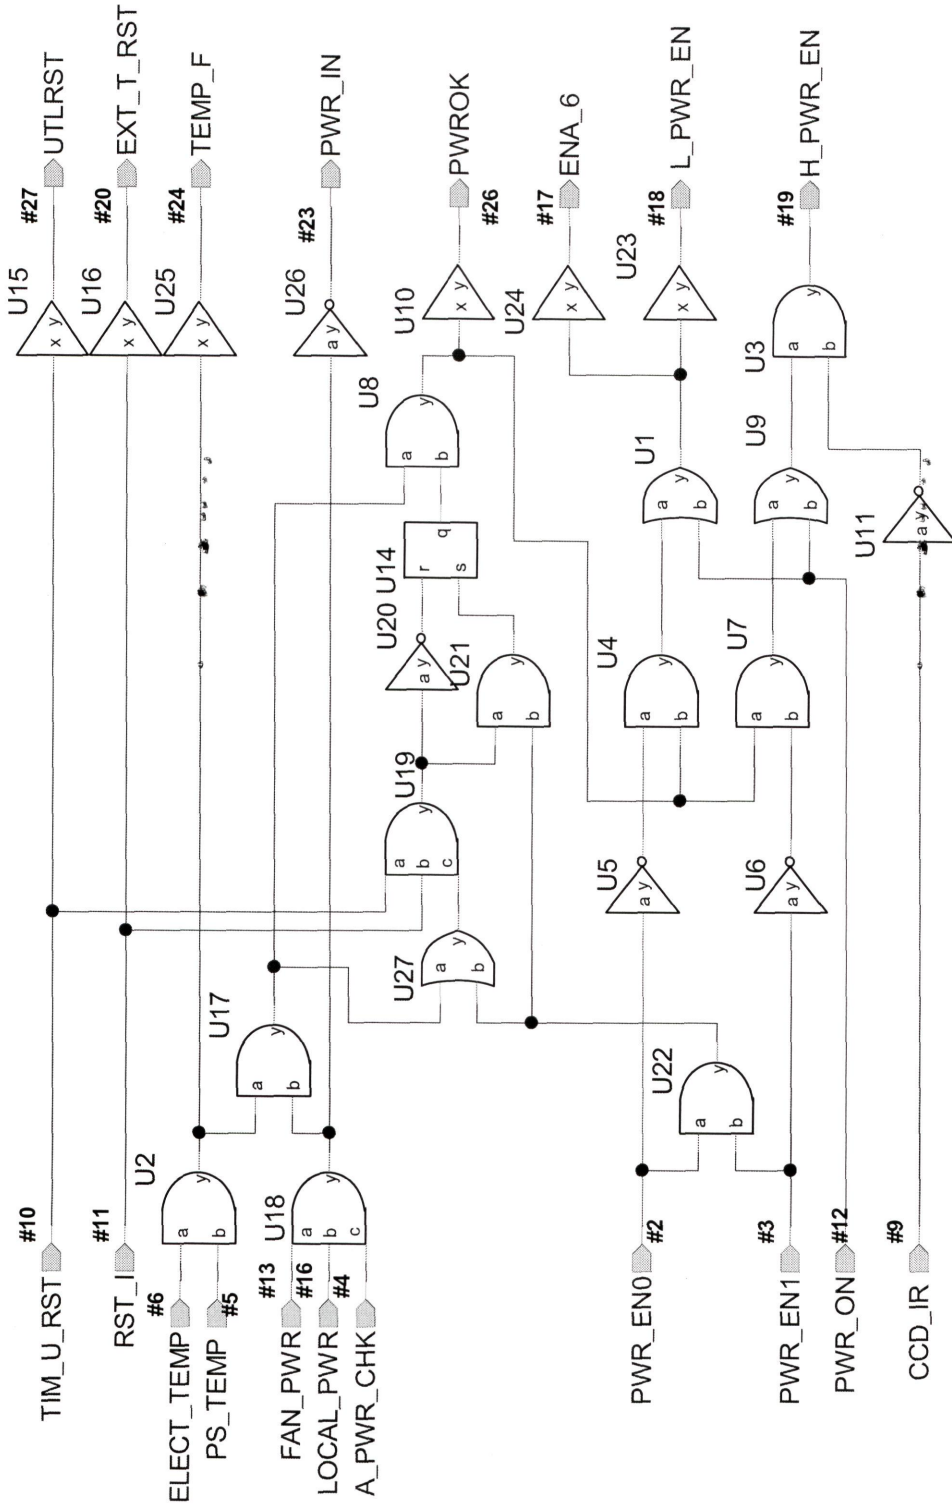 TIM_U_RST
#10
U15
x y
#27
UTLRST
RST_I
#11
U16
x y
#20
EXT_T_RST
ELECT_TEMP
#6
PS_TEMP
#5
U2
a
b
y
U25
x y
#24
TEMP_F
U17
a
b
y
FAN_PWR
#13
LOCAL_PWR
#16
A_PWR_CHK
#4
U18
a
b
c
y
U26
a y
#23
PWR_IN
U27
a
b
y
U19
a
b
c
y
U20
a y
U21
a
b
y
U14
r
s
q
U8
a
b
y
U10
x y
#26
PWROK
PWR_EN0
#2
U22
a
b
y
U5
a y
U4
a
b
y
U1
a
b
y
U24
x y
#17
ENA_6
U23
x y
#18
L_PWR_EN
PWR_EN1
#3
U6
a y
U7
a
b
y
U9
a
b
y
U3
a
b
y
#19
H_PWR_EN
PWR_ON
#12
CCD_IR
#9
U11
a y